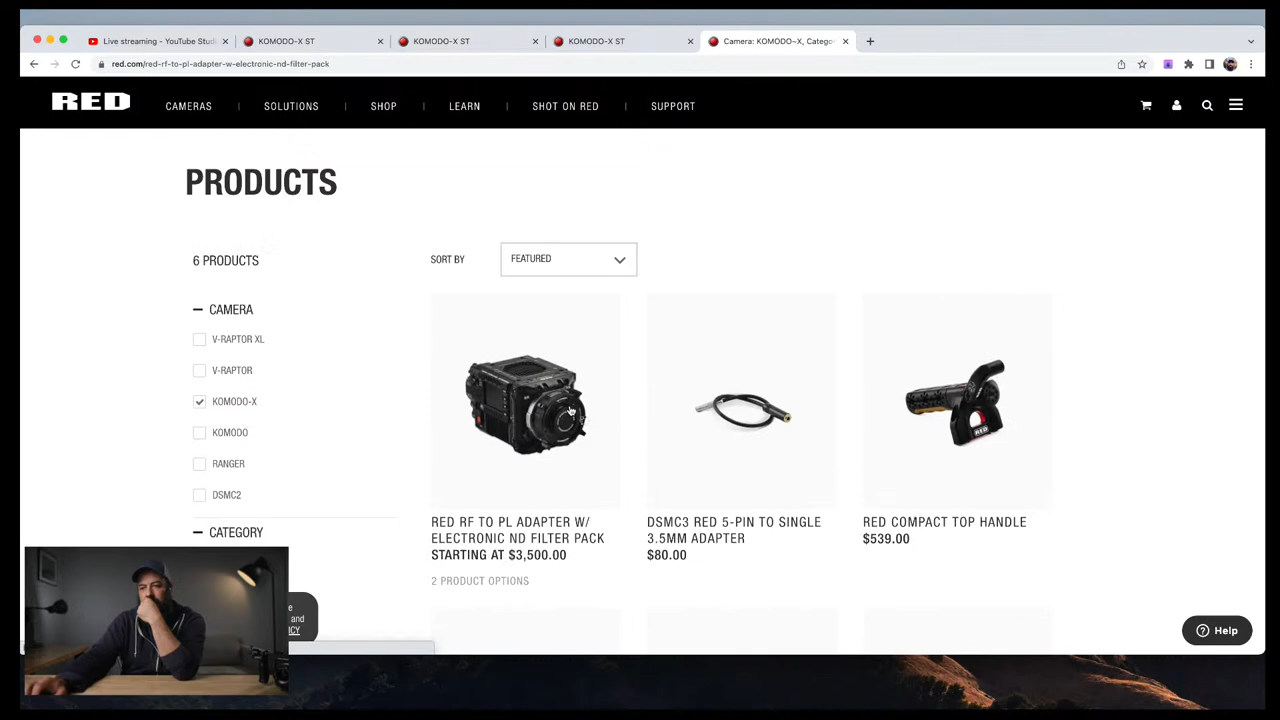 Live streaming - YouTube Studi
KOMODO-X ST
KOMODO-X ST
KOMODO-X ST
Camera: KOMODO-X, Catego
red.com/red-rf-to-pl-adapter-w-electronic-nd-filter-pack
RED
CAMERAS
SOLUTIONS
SHOP
LEARN
SHOT ON RED
SUPPORT
PRODUCTS
6 PRODUCTS
SORT BY
FEATURED
CAMERA
V-RAPTOR XL
V-RAPTOR
KOMODO-X
KOMODO
RANGER
DSMC2
CATEGORY
RED RF TO PL ADAPTER W/
ELECTRONIC ND FILTER PACK
STARTING AT $3,500.00
2 PRODUCT OPTIONS
DSMC3 RED 5-PIN TO SINGLE
3.5MM ADAPTER
$80.00
RED COMPACT TOP HANDLE
$539.00
e
and
ICY
Help